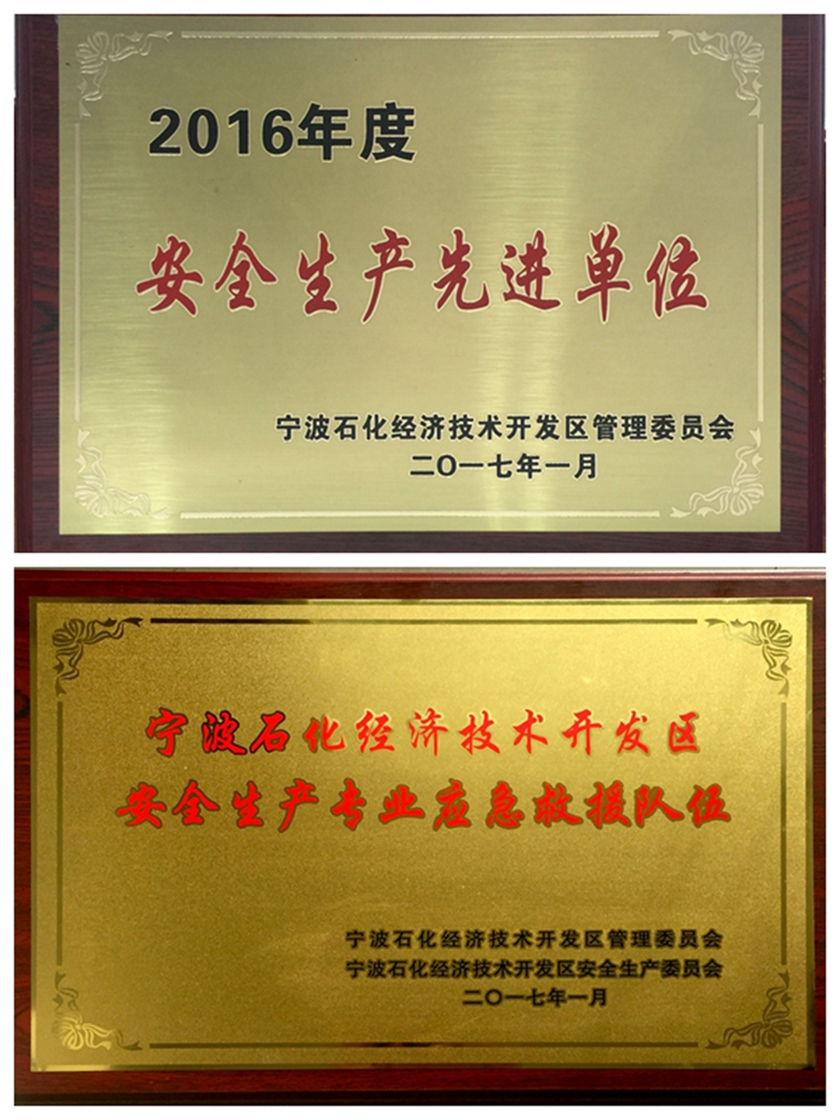 2016年度
安全生产先进单位
宁波石化经济技术开发区管理委员会
二〇一七年一月
宁波石化经济技术开发区
安全生产专业应急救援队伍
宁波石化经济技术开发区管理委员会
宁波石化经济技术开发区安全生产委员会
二〇一七年一月